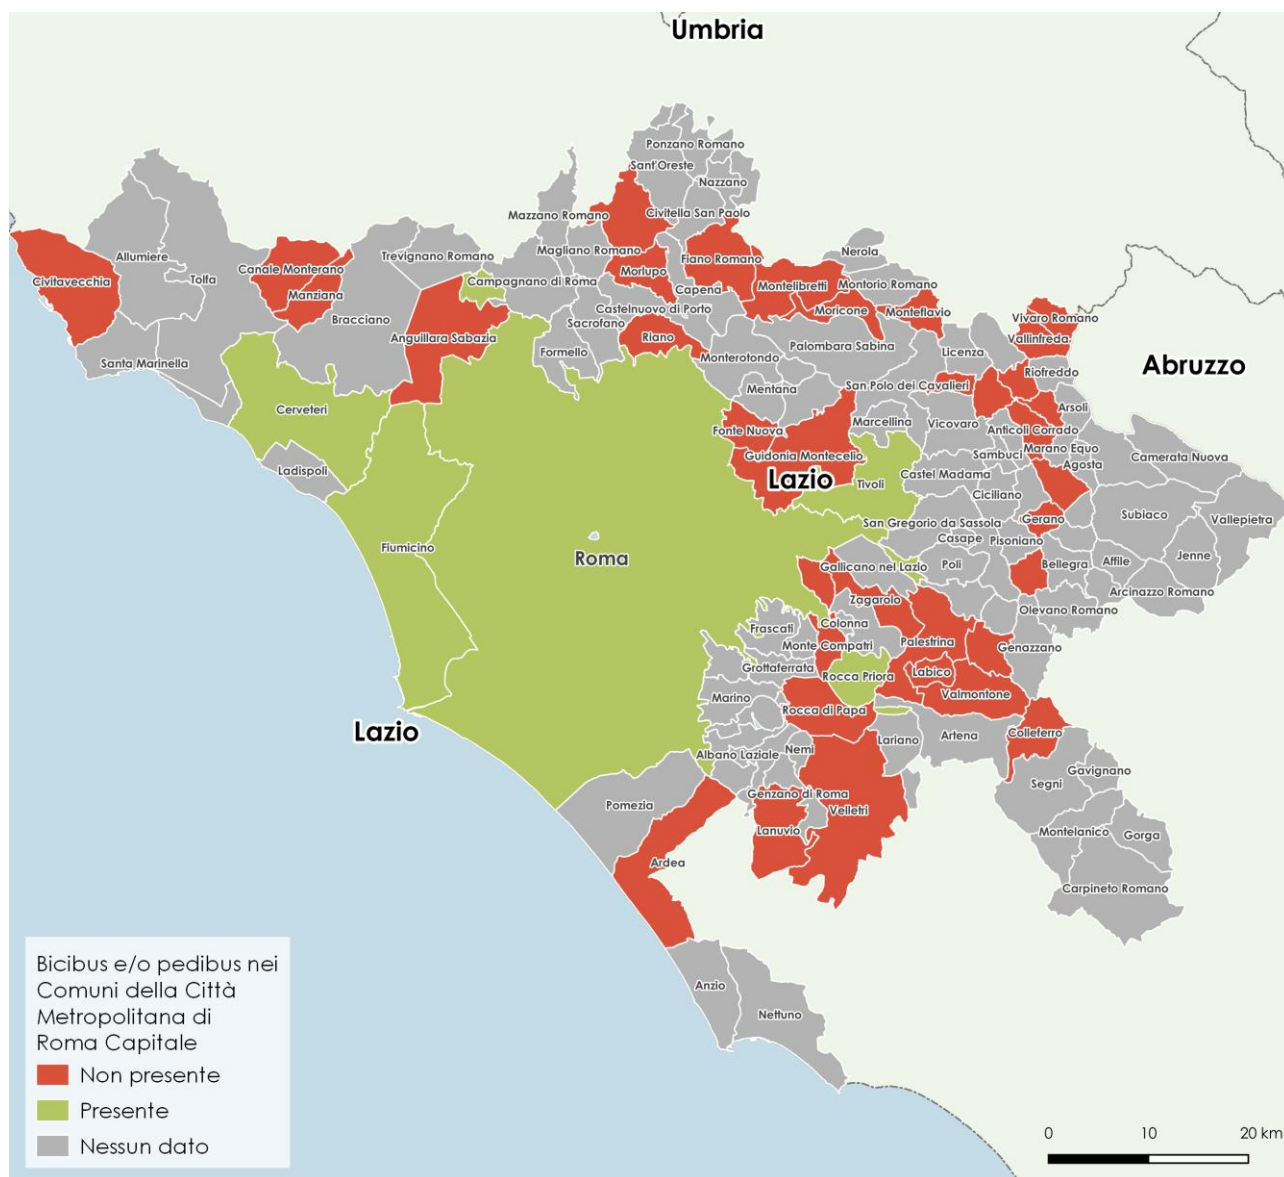 Umbria
Ponzano Romano
Sant'Oreste
Nazzano
Mazzano Romano
Civitella San Paolo
Magliano Romano
Nerola
Trevignano Romano
Allumiere
Fiano Romano
Canale Monterano
Morlupo
Civitavecchia
Tolfa
Campagnano di Roma
Capena
Montelibretti
Montorio Romano
Manziana
Castelnuovo di Porto
Moricone
Monteflavio
Vivaro Romano
Bracciano
Sacrofano
Anguillara Sabazia
Riano
Vallinfreda
Palombara Sabina
Formello
Monterotondo
Licenza
Santa Marinella
Riofreddo
Abruzzo
Mentana
San Polo dei Cavalieri
Cerveteri
Arsoli
Marcellina
Vicovaro
Fonte Nuova
Anticoli Corrado
Marano Equo
Guidonia Montecelio
Sambuci
Camerata Nuova
Agosta
Ladispoli
Lazio
Tivoli
Castel Madama
Ciciliano
Subiaco
Gerano
Vallepietra
San Gregorio da Sassola
Casape
Pisoniano
Fiumicino
Roma
Jenne
Gallicano nel Lazio
Poli
Bellegra
Affile
Arcinazzo Romano
Zagarolo
Olevano Romano
Colonna
Frascati
Monte Compatri
Palestrina
Genazzano
Grottaferrata
Rocca Priora
Labico
Marino
Valmontone
Rocca di Papa
Lazio
Colleferro
Lariano
Artena
Albano Laziale
Nemi
Gavignano
Segni
Genzano di Roma
Pomezia
Velletri
Lanuvio
Montelanico
Gorga
Ardea
Carpineto Romano
Anzio
Nettuno
Bicibus e/o pedibus nei
Comuni della Città
Metropolitana di
Roma Capitale
Non presente
Presente
Nessun dato
0 10 20 km